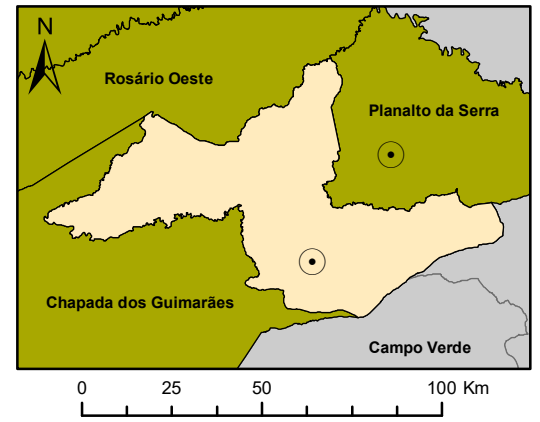 N
Rosário Oeste
Planalto da Serra
Chapada dos Guimarães
Campo Verde
0 25 50 100 Km